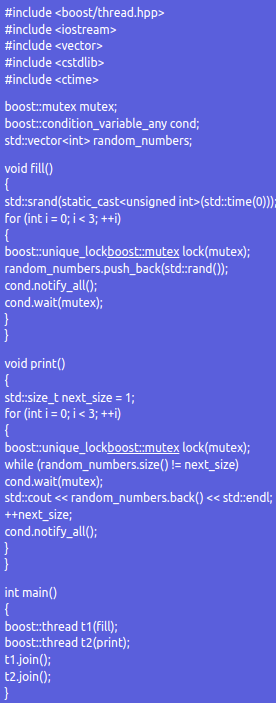 #include <boost/thread.hpp>
#include <iostream>
#include <vector>
#include <cstdlib>
#include <ctime>
boost::mutex mutex;
boost::condition_variable_any cond;
std::vector<int> random_numbers;
void fill()
{
std::srand(static_cast<unsigned int>(std::time(0)));
for (int i = 0; i < 3; ++i)
{
boost::unique_lockboost::mutex lock(mutex);
random_numbers.push_back(std::rand());
cond.notify_all();
cond.wait(mutex);
}
}
void print()
{
std::size_t next_size = 1;
for (int i = 0; i < 3; ++i)
{
boost::unique_lockboost::mutex lock(mutex);
while (random_numbers.size() != next_size)
cond.wait(mutex);
std::cout << random_numbers.back() << std::endl;
++next_size;
cond.notify_all();
}
}
int main()
{
boost::thread t1(fill);
boost::thread t2(print);
t1.join();
t2.join();
}